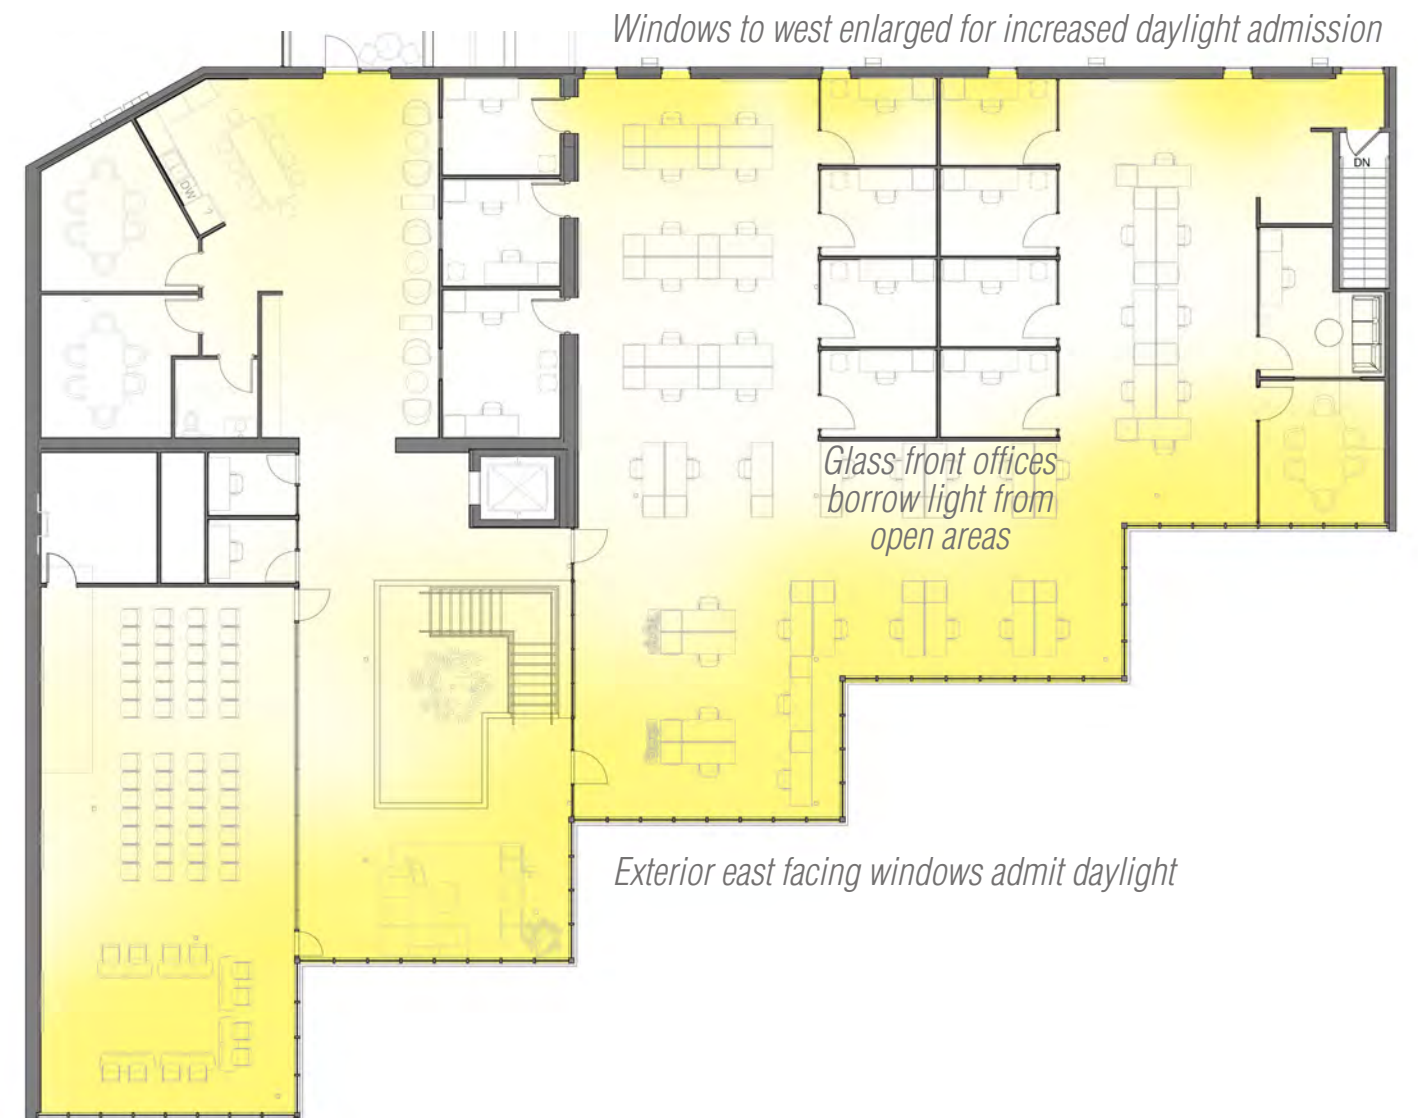 Windows to west enlarged for increased daylight admission
DN
DW
Glass front offices
borrow light from
open areas
Exterior east facing windows admit daylight